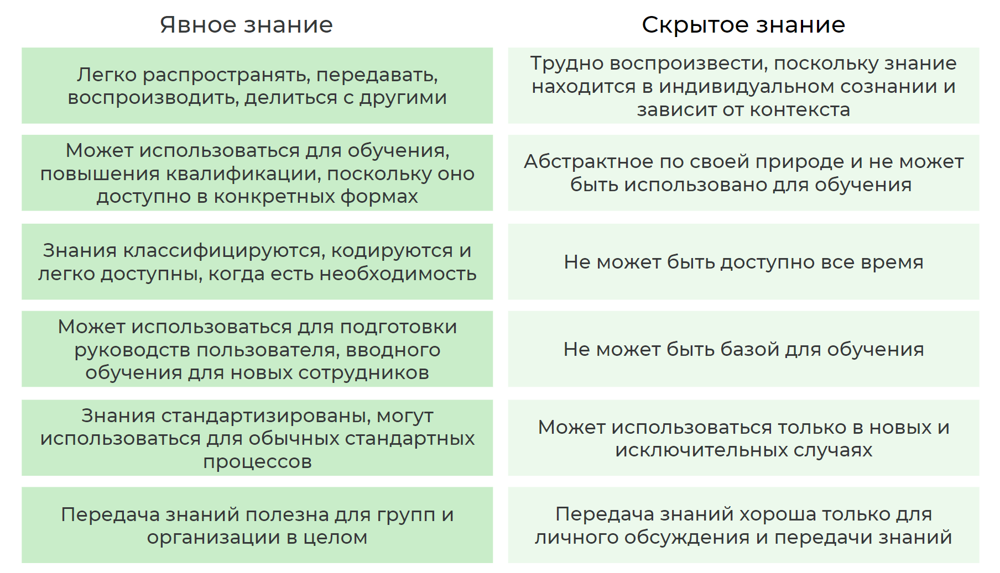 Явное знание
Скрытое знание
Легко распространять, передавать,
воспроизводить, делиться с другими
Трудно воспроизвести, поскольку знание
находится в индивидуальном сознании и
зависит от контекста
Может использоваться для обучения,
повышения квалификации, поскольку оно
доступно в конкретных формах
Абстрактное по своей природе и не может
быть использовано для обучения
Знания классифицируются, кодируются и
легко доступны, когда есть необходимость
Не может быть доступно все время
Может использоваться для подготовки
руководств пользователя, вводного
обучения для новых сотрудников
Не может быть базой для обучения
Знания стандартизированы, могут
использоваться для обычных стандартных
процессов
Может использоваться только в новых и
исключительных случаях
Передача знаний полезна для групп и
организации в целом
Передача знаний хороша только для
личного обсуждения и передачи знаний